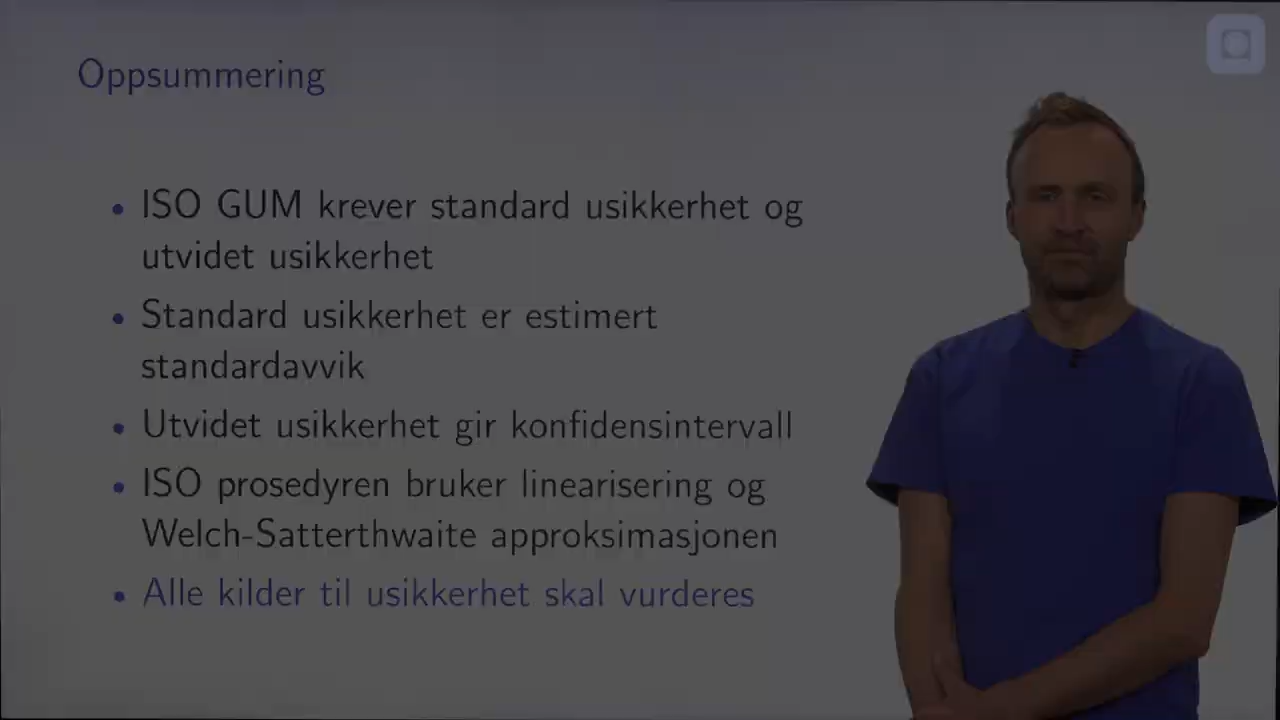 Oppsummering
• ISO GUM krever standard usikkerhet og
utvidet usikkerhet
• Standard usikkerhet er estimert
standardavvik
• Utvidet usikkerhet gir konfidensintervall
• ISO prosedyren bruker linearisering og
Welch-Satterthwaite approksimasjonen
• Alle kilder til usikkerhet skal vurderes